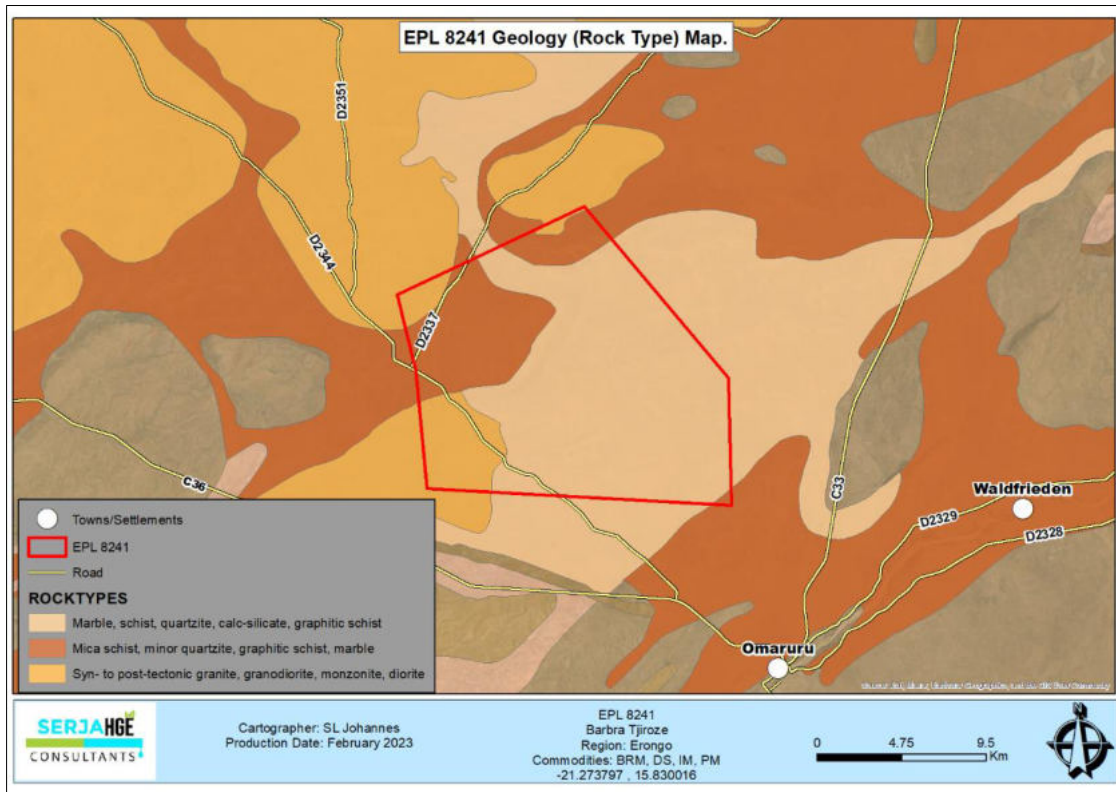 EPL 8241 Geology (Rock Type) Map.
D2351
D2344
D2337
C36
C33
Waldfrieden
D2329
D2328
Omaruru
Towns/Settlements
EPL 8241
Road
ROCKTYPES
Marble, schist, quartzite, calc-silicate, graphitic schist
Mica schist, minor quartzite, graphitic schist, marble
Syn- to post-tectonic granite, granodiorite, monzonite, diorite
SERJAHGE
CONSULTANTS
Cartographer: SL Johannes
Production Date: February 2023
EPL 8241
Barbra Tjiroze
Region: Erongo
Commodities: BRM, DS, IM, PM
-21.273797 , 15.830016
0 4.75 9.5
Km